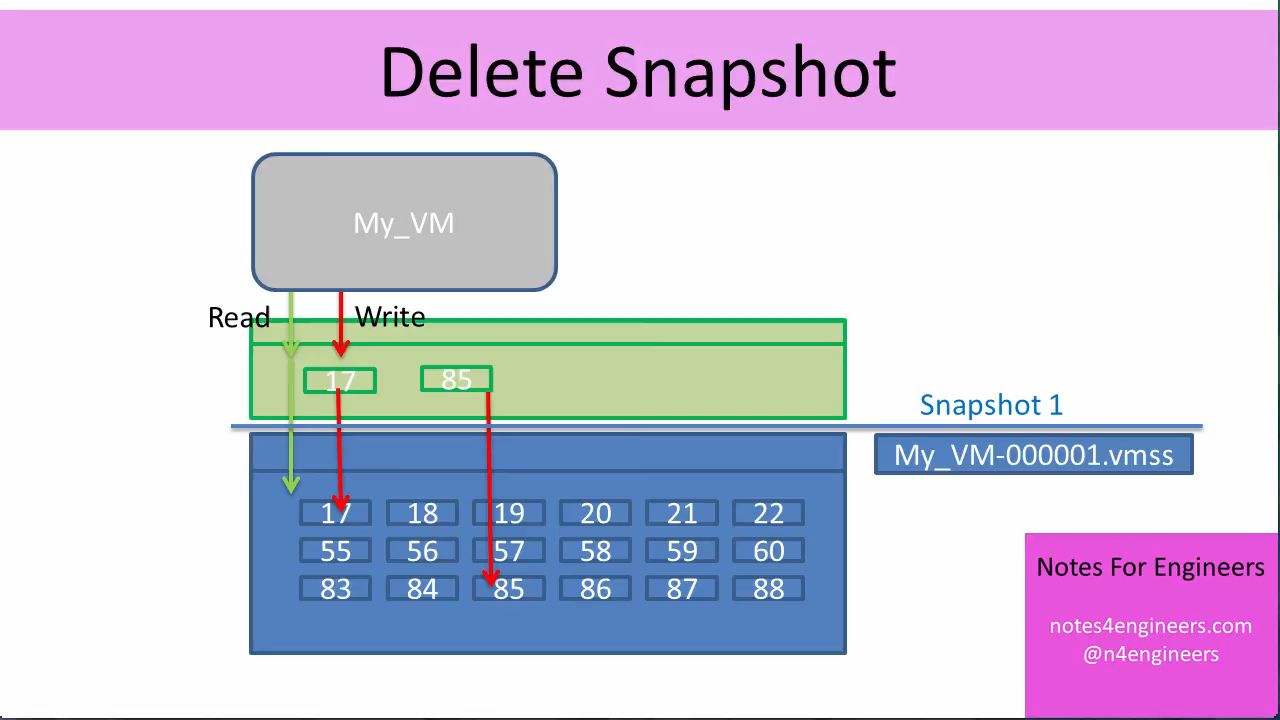 Delete Snapshot
My_VM
Read
Write
17 85
Snapshot 1
My_VM-000001.vmss
17 18 19 20 21 22
55 56 57 58 59 60
83 84 85 86 87 88
Notes For Engineers
notes4engineers.com
@n4engineers